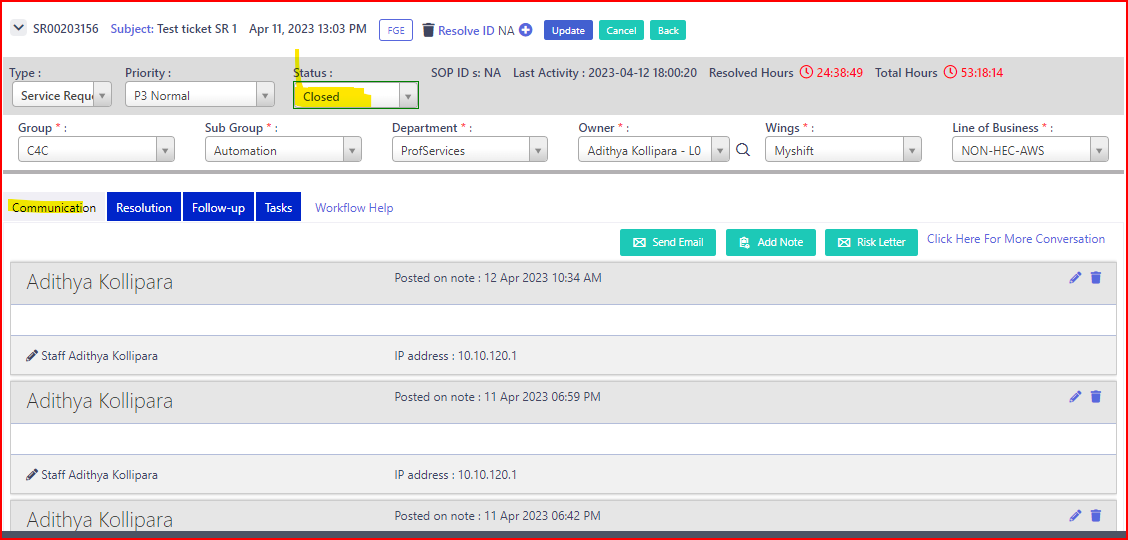 SR00203156 Subject: Test ticket SR 1 Apr 11, 2023 13:03 PM FGE Resolve ID NA Update Cancel Back
Type : Priority : Status : SOP ID s: NA Last Activity : 2023-04-12 18:00:20 Resolved Hours 24:38:49 Total Hours 53:18:14
Service Requ P3 Normal Closed
Group * : Sub Group * : Department * : Owner * : Wings * : Line of Business * :
C4C Automation ProfServices Adithya Kollipara - L0 Myshift NON-HEC-AWS
Communication Resolution Follow-up Tasks Workflow Help
Send Email Add Note Risk Letter Click Here For More Conversation
Adithya Kollipara Posted on note : 12 Apr 2023 10:34 AM
Staff Adithya Kollipara IP address : 10.10.120.1
Adithya Kollipara Posted on note : 11 Apr 2023 06:59 PM
Staff Adithya Kollipara IP address : 10.10.120.1
Adithya Kollipara Posted on note : 11 Apr 2023 06:42 PM